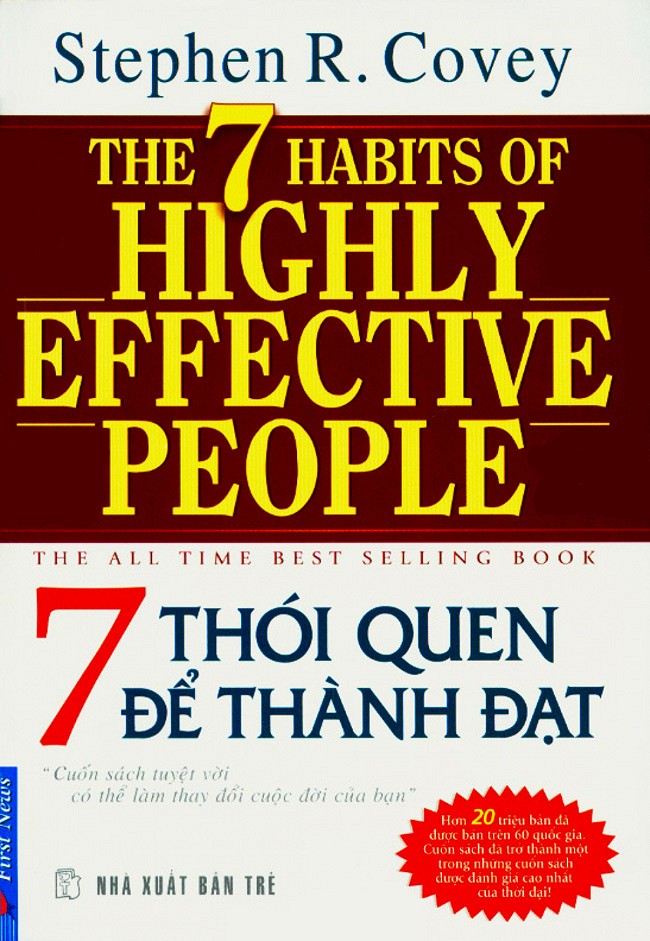 Stephen R. Covey
THE 7 HABITS OF
HIGHLY
EFFECTIVE
PEOPLE
THE ALL TIME BEST SELLING BOOK
7 THÓI QUEN
ĐỂ THÀNH ĐẠT
"Cuốn sách tuyệt vời
có thể làm thay đổi cuộc đời của bạn"
Hơn 20 triệu bản đã
được bán trên 60 quốc gia.
Cuốn sách đã trở thành một
trong những cuốn sách
được đánh giá cao nhất
của thời đại!
First News
NHÀ XUẤT BẢN TRẺ